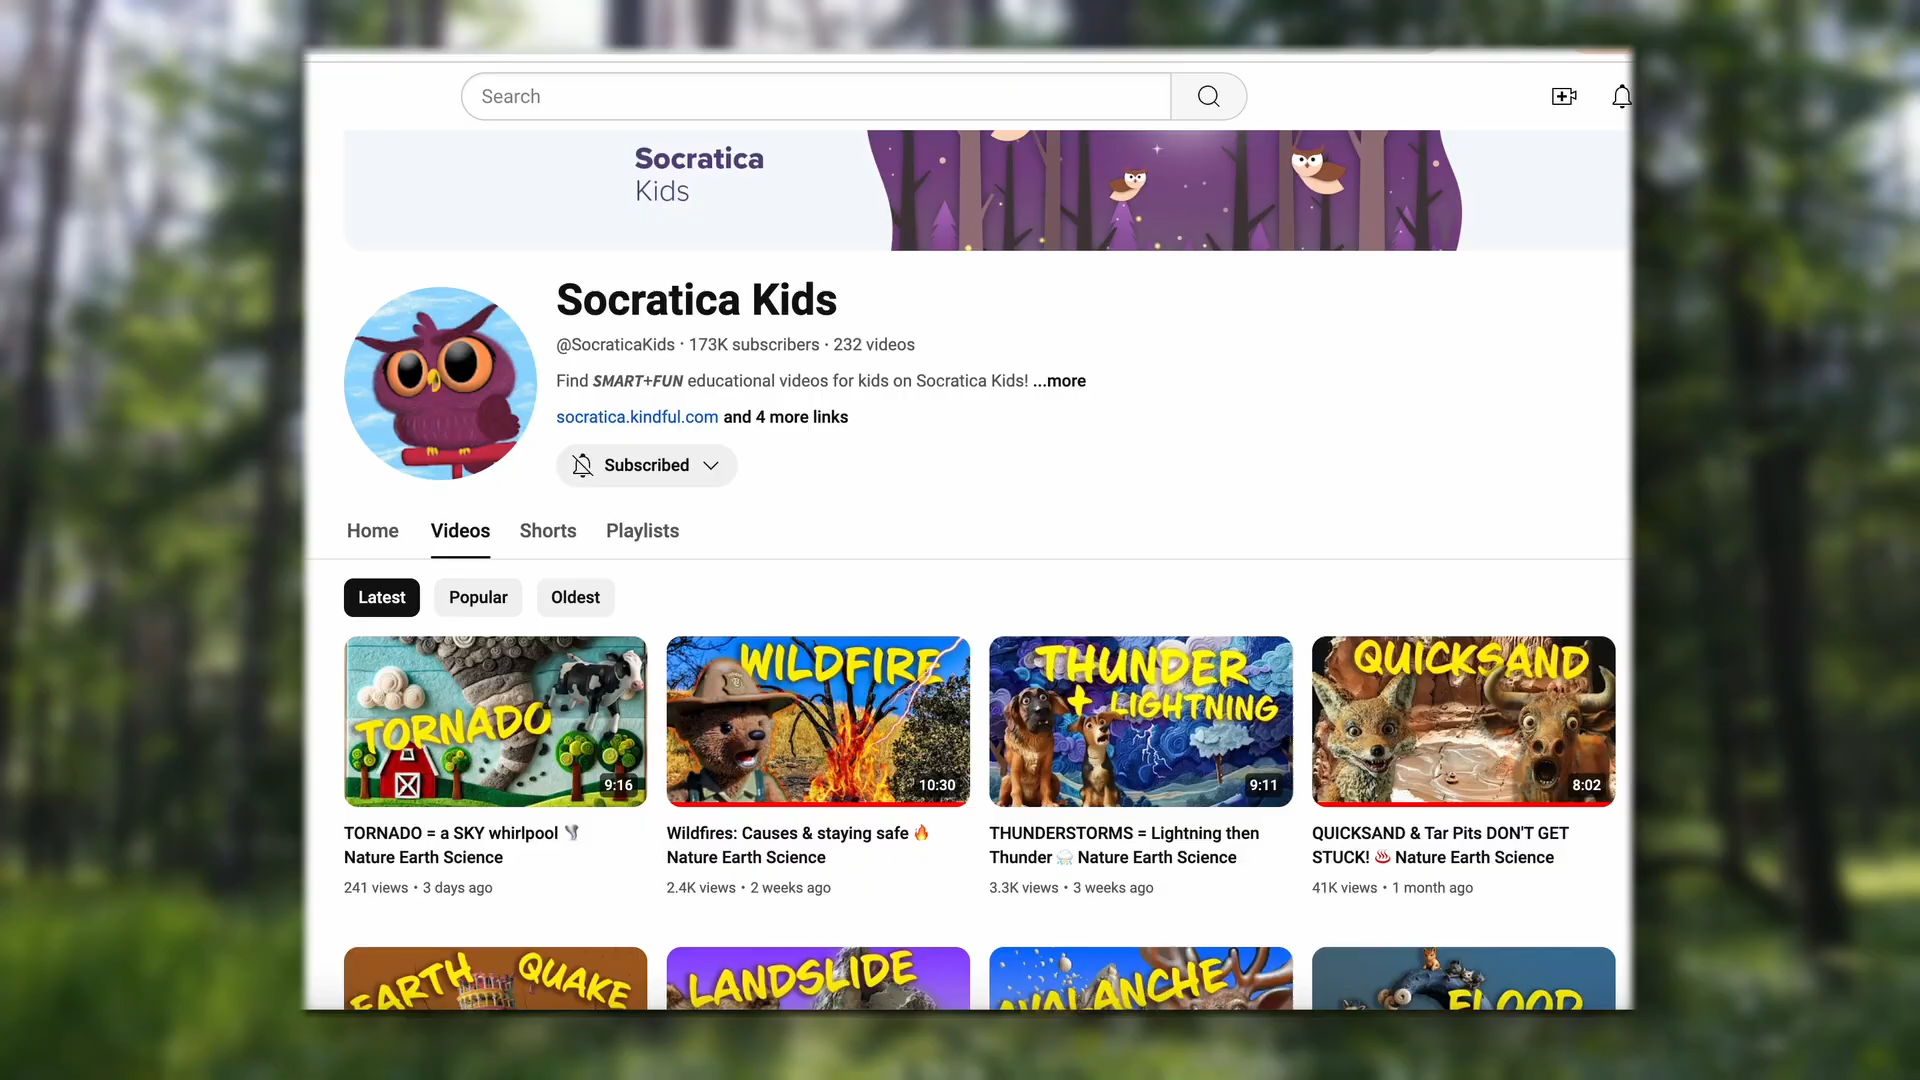 Search
Socratica
Kids
Socratica Kids
@SocraticaKids · 173K subscribers · 232 videos
Find SMART+FUN educational videos for kids on Socratica Kids! ...more
socratica.kindful.com and 4 more links
Subscribed
Home Videos Shorts Playlists
Latest Popular Oldest
TORNADO
9:16
WILDFIRE
10:30
THUNDER
+ LIGHTNING
9:11
QUICKSAND
8:02
TORNADO = a SKY whirlpool 🌪️
Nature Earth Science
241 views • 3 days ago
Wildfires: Causes & staying safe 🔥
Nature Earth Science
2.4K views • 2 weeks ago
THUNDERSTORMS = Lightning then
Thunder ⛈️ Nature Earth Science
3.3K views • 3 weeks ago
QUICKSAND & Tar Pits DON'T GET
STUCK! ♨️ Nature Earth Science
41K views • 1 month ago
EARTH QUAKE
LANDSLIDE
AVALANCHE
FLOOD